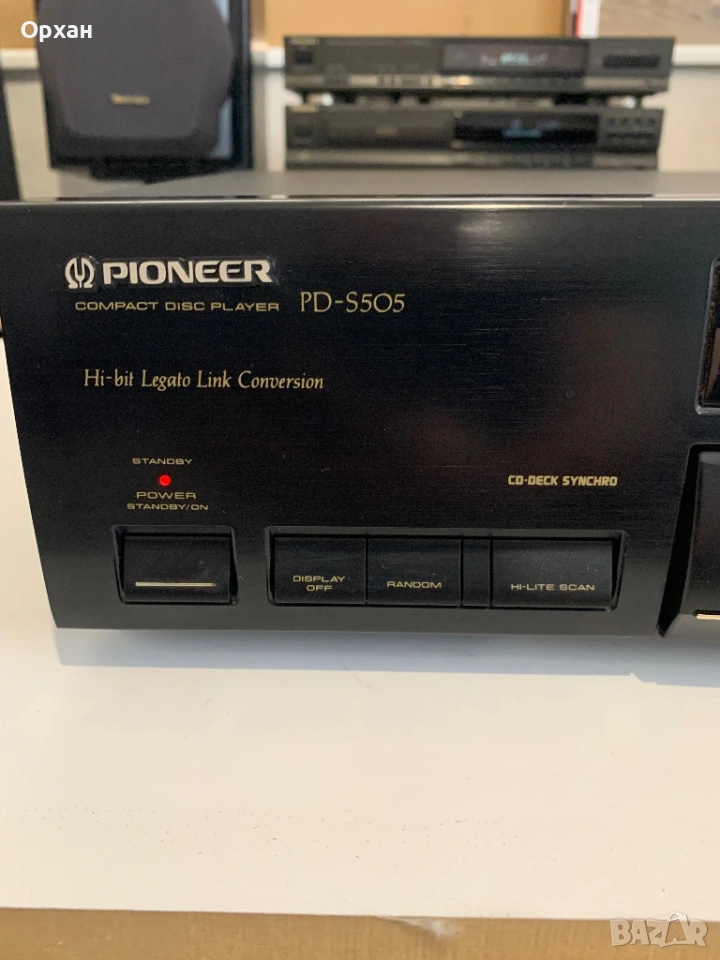 Орхан
PIONEER
COMPACT DISC PLAYER PD-S505
Hi-bit Legato Link Conversion
STANDBY
CD·DECK SYNCHRO
POWER
STANDBY/ON
DISPLAY OFF
RANDOM
HI-LITE SCAN
BAZAR